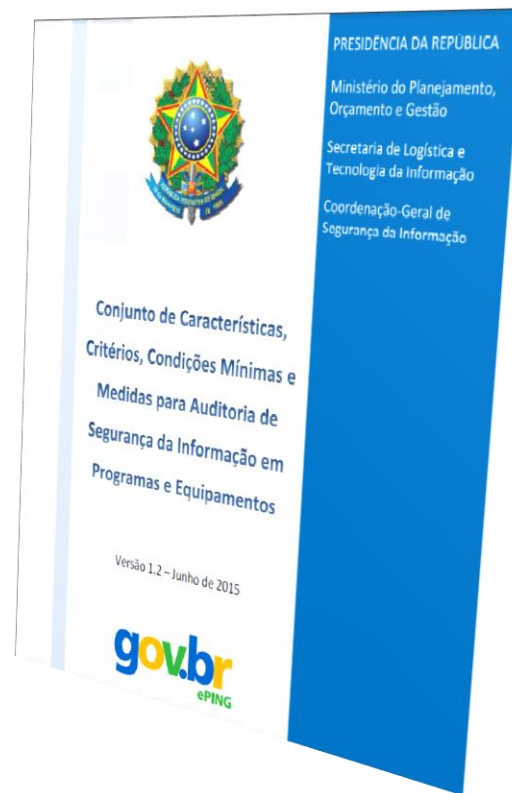 PRESIDÊNCIA DA REPÚBLICA
Ministério do Planejamento,
Orçamento e Gestão
Secretaria de Logística e
Tecnologia da Informação
Coordenação-Geral de
Segurança da Informação
Conjunto de Características,
Critérios, Condições Mínimas e
Medidas para Auditoria de
Segurança da Informação em
Programas e Equipamentos
Versão 1.2 – Junho de 2015
gov.br
ePING